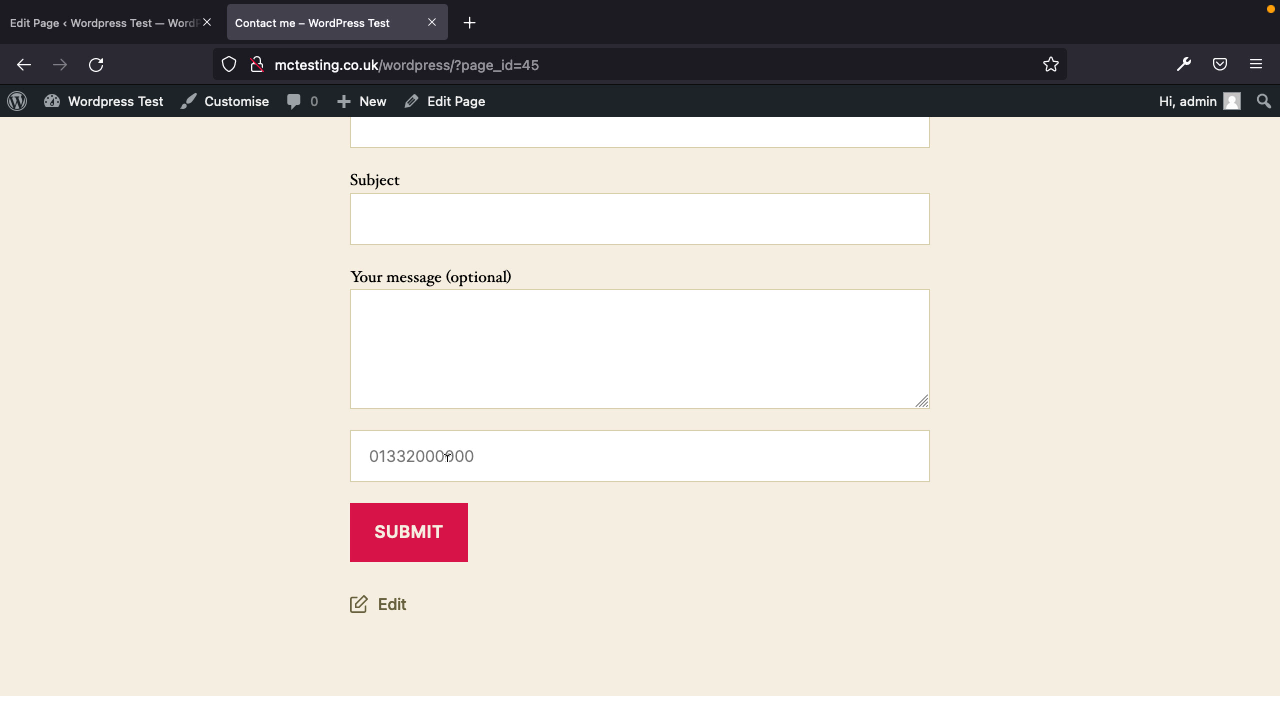 Edit Page ‹ Wordpress Test — WordP
Contact me – WordPress Test
mctesting.co.uk/wordpress/?page_id=45
Wordpress Test Customise 0 New Edit Page Hi, admin
Subject
Your message (optional)
01332000000
SUBMIT
Edit